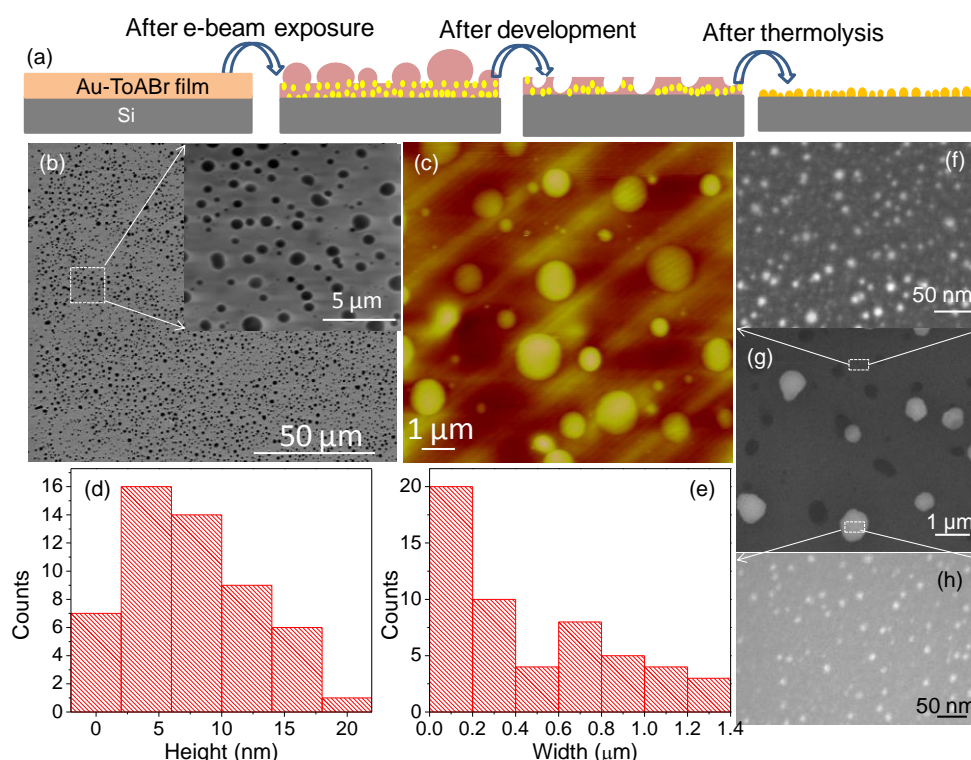 After e-beam exposure
After development
After thermolysis
(a)
Au-ToABr film
Si
(b)
5 μm
50 μm
(c)
1 μm
(f)
50 nm
(g)
1 μm
(h)
50 nm
(d)
16
14
12
10
8
6
4
2
0
Counts
0 5 10 15 20
Height (nm)
(e)
20
15
10
5
0
Counts
0.0 0.2 0.4 0.6 0.8 1.0 1.2 1.4
Width (μm)